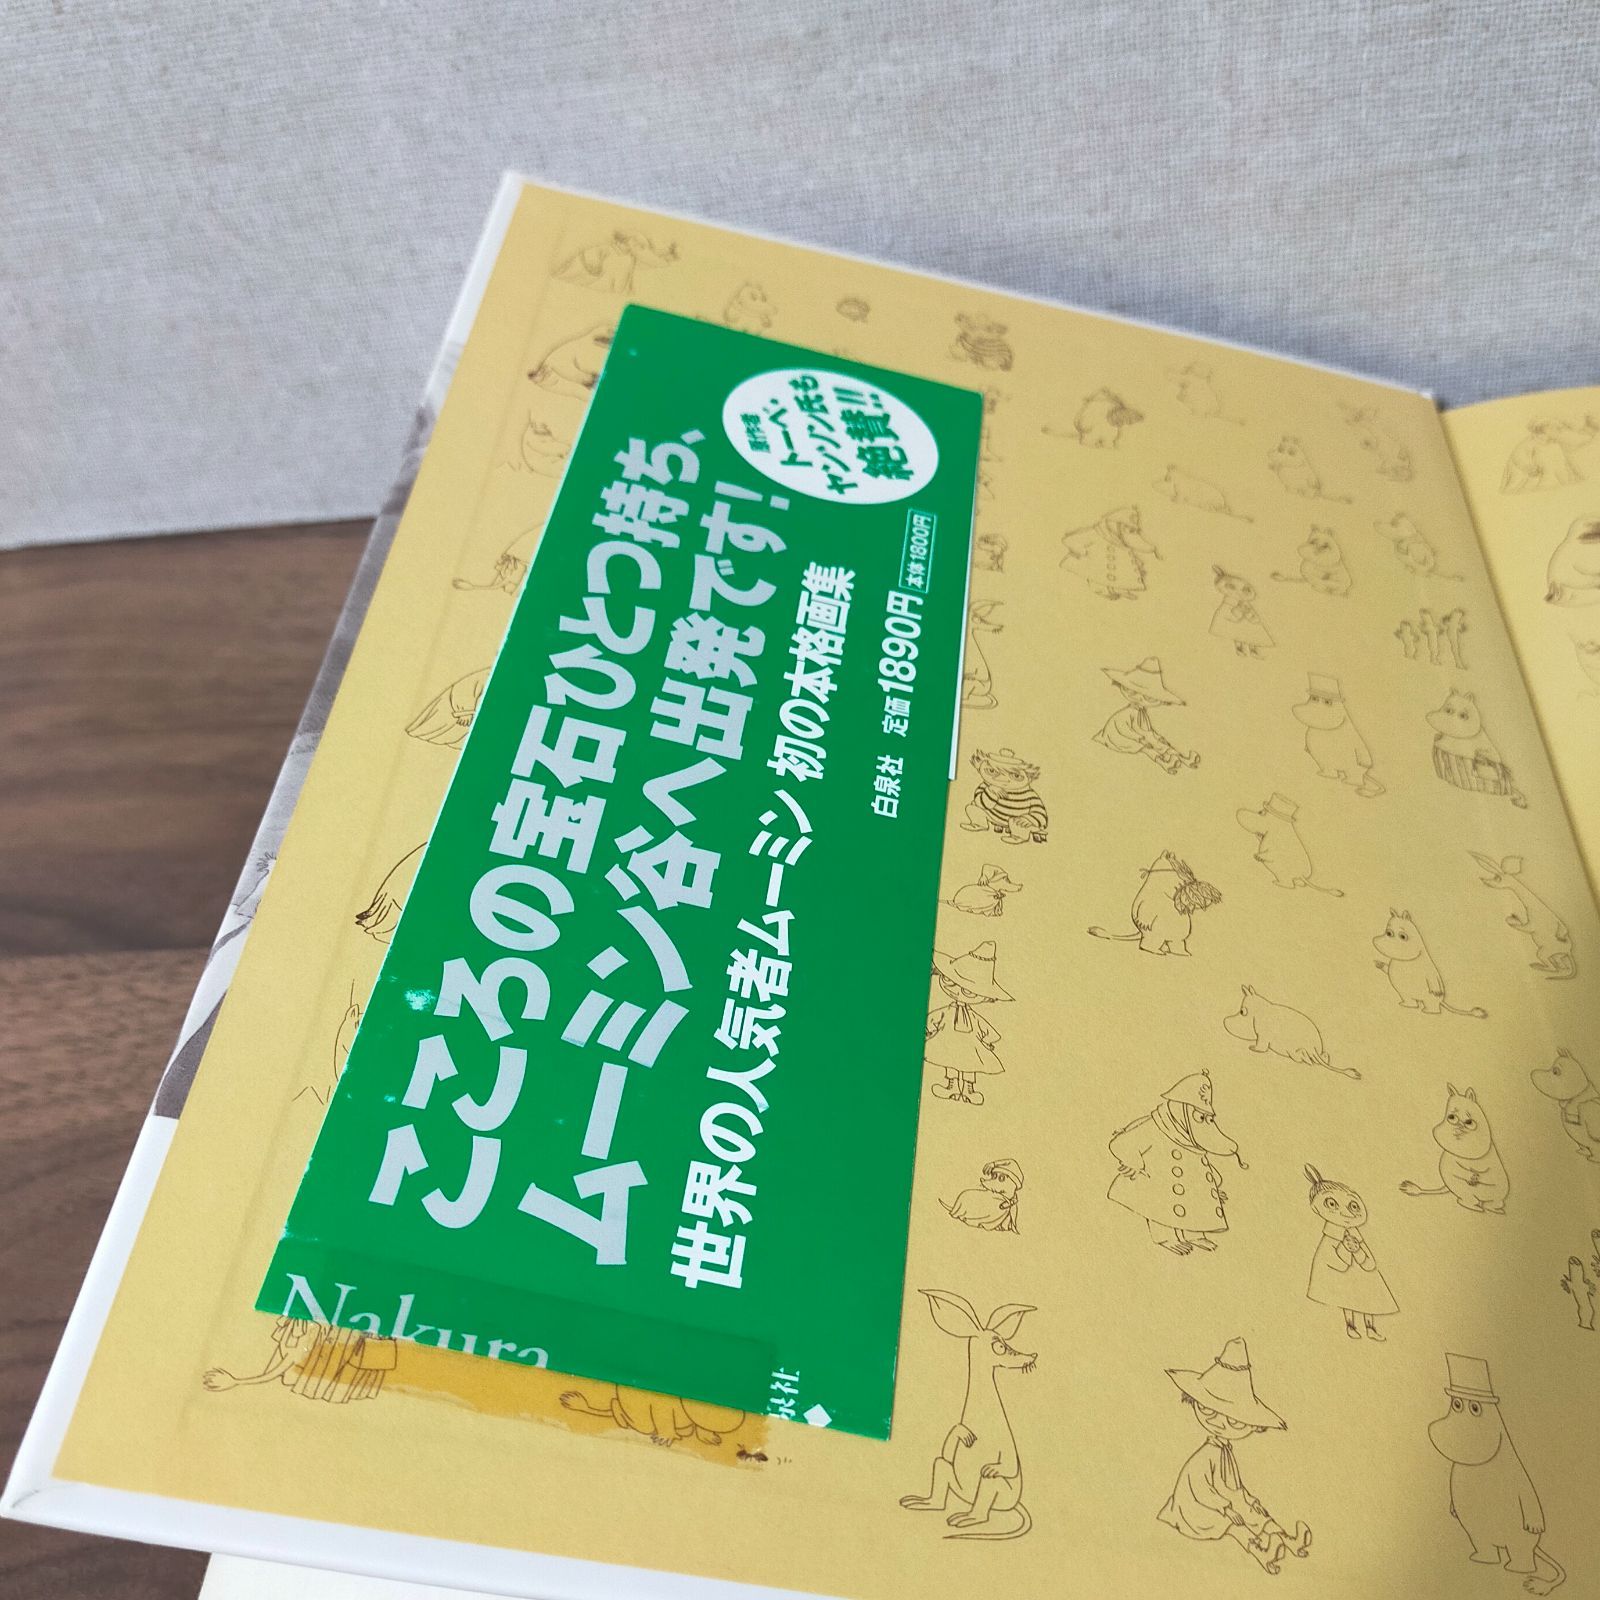 こころの宝石ひとつ持ち、
ムーミン谷へ出発です!
世界の人気者ムーミン 初の本格画集
原作者
トーベ・
ヤンソン氏も
絶賛!!
白泉社 定価1890円 本体1800円
Nakura
泉社